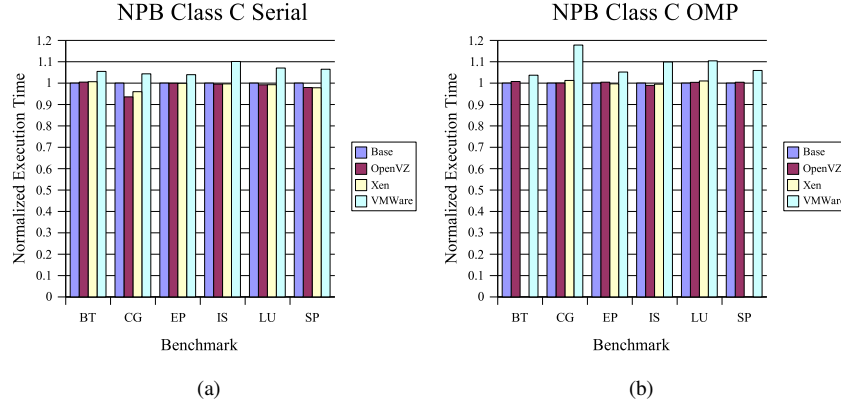 NPB Class C Serial
Normalized Execution Time
1.2
1.1
1
0.9
0.8
0.7
0.6
0.5
0.4
0.3
0.2
0.1
0
BT CG EP IS LU SP
Benchmark
Base
OpenVZ
Xen
VMWare
(a)
NPB Class C OMP
Normalized Execution Time
1.2
1.1
1
0.9
0.8
0.7
0.6
0.5
0.4
0.3
0.2
0.1
0
BT CG EP IS LU SP
Benchmark
Base
OpenVZ
Xen
VMWare
(b)